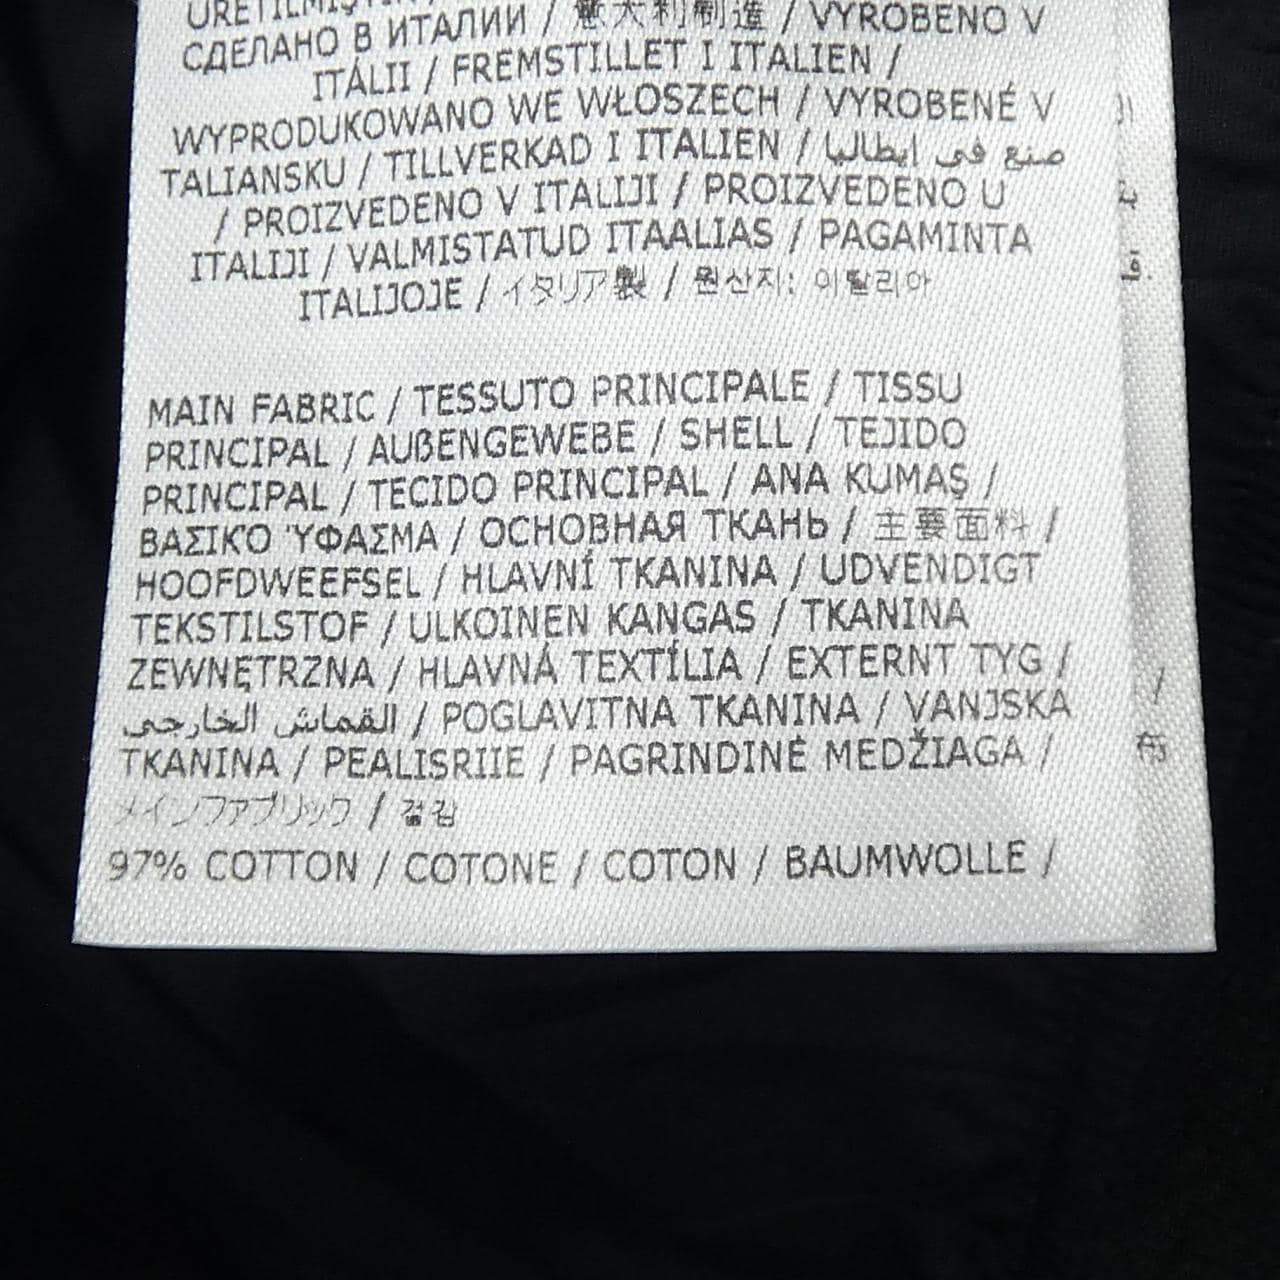 СДЕЛАНО В ИТАЛИИ / 意大利制造 / VYROBENO V
ITÁLII / FREMSTILLET I ITALIEN /
WYPRODUKOWANO WE WŁOSZECH / VYROBENÉ V
TALIANSKU / TILLVERKAD I ITALIEN / صنع في ايطاليا
/ PROIZVEDENO V ITALIJI / PROIZVEDENO U
ITALIJI / VALMISTATUD ITAALIAS / PAGAMINTA
ITALIJOJE / イタリア製 / 원산지: 이탈리아
MAIN FABRIC / TESSUTO PRINCIPALE / TISSU
PRINCIPAL / AUßENGEWEBE / SHELL / TEJIDO
PRINCIPAL / TECIDO PRINCIPAL / ANA KUMAŞ /
ΒΑΣΙΚΌ ΎΦΑΣΜΑ / ОСНОВНАЯ ТКАНЬ / 主要面料 /
HOOFDWEEFSEL / HLAVNÍ TKANINA / UDVENDIGT
TEKSTILSTOF / ULKOINEN KANGAS / TKANINA
ZEWNĘTRZNA / HLAVNÁ TEXTÍLIA / EXTERNT TYG /
القماش الخارجي / POGLAVITNA TKANINA / VANJSKA
TKANINA / PEALISRIIE / PAGRINDINĖ MEDŽIAGA /
メインファブリック / 겉감
97% COTTON / COTONE / COTON / BAUMWOLLE /